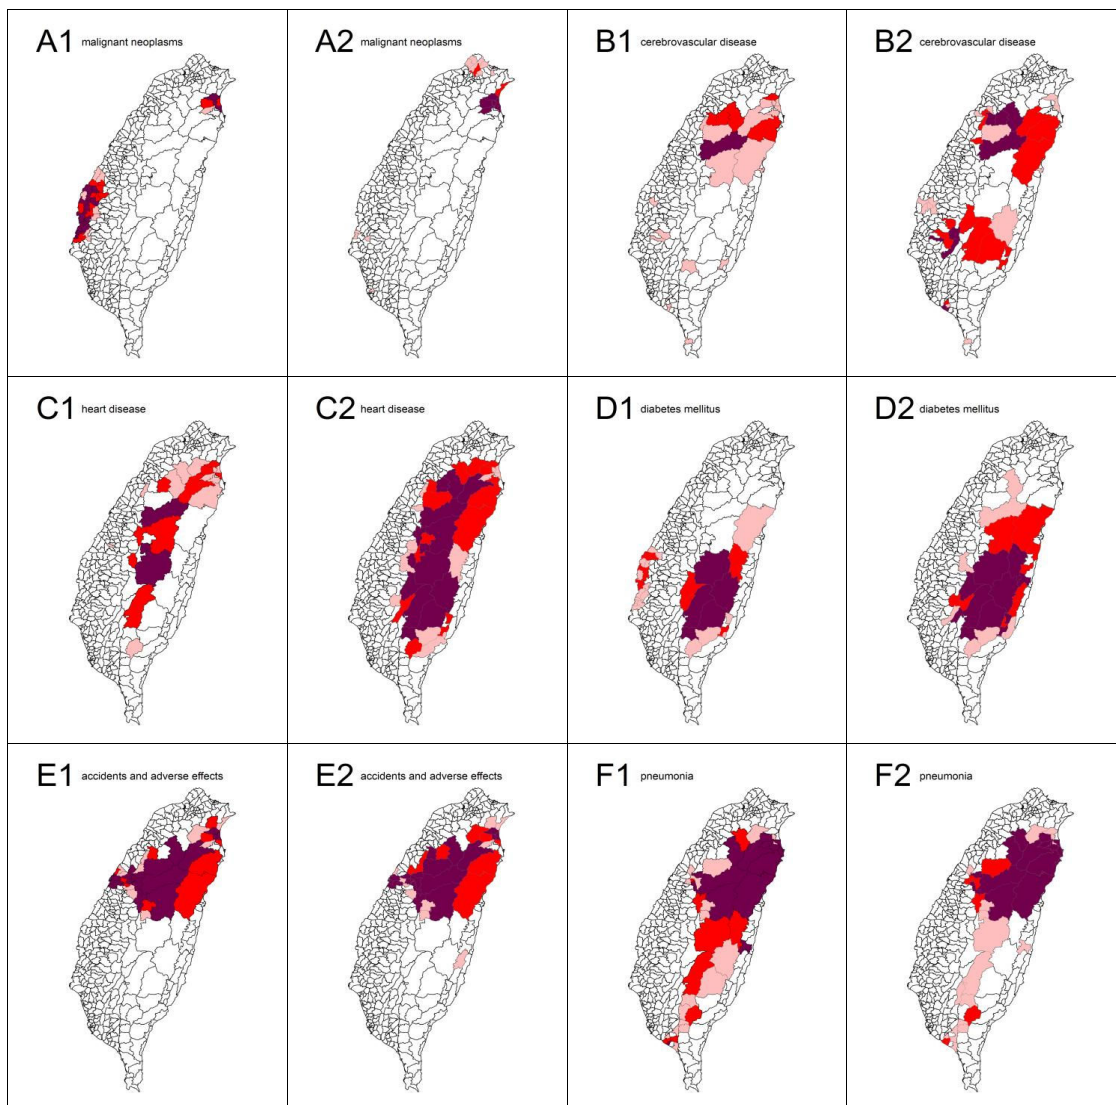 A1 malignant neoplasms
A2 malignant neoplasms
B1 cerebrovascular disease
B2 cerebrovascular disease
C1 heart disease
C2 heart disease
D1 diabetes mellitus
D2 diabetes mellitus
E1 accidents and adverse effects
E2 accidents and adverse effects
F1 pneumonia
F2 pneumonia